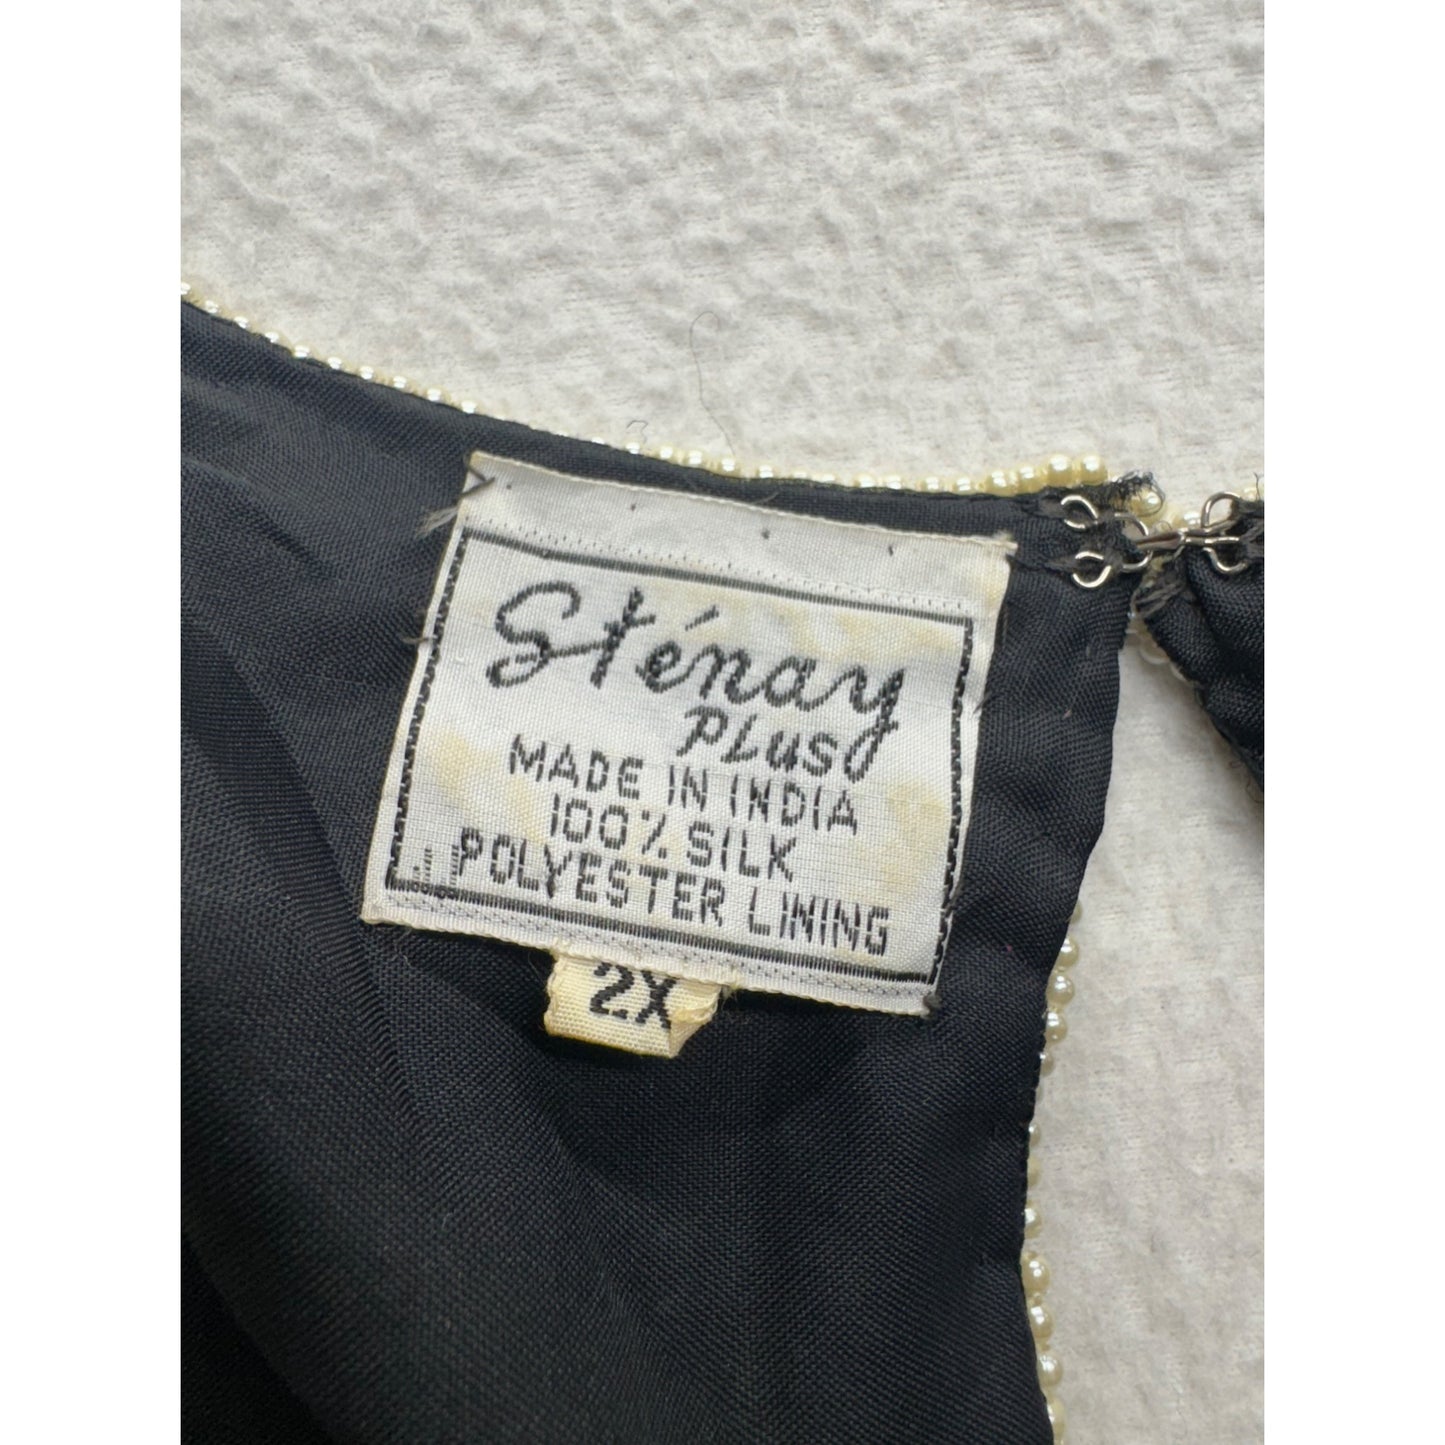 Sténay
PLUS
MADE IN INDIA
100% SILK
POLYESTER LINING
2X